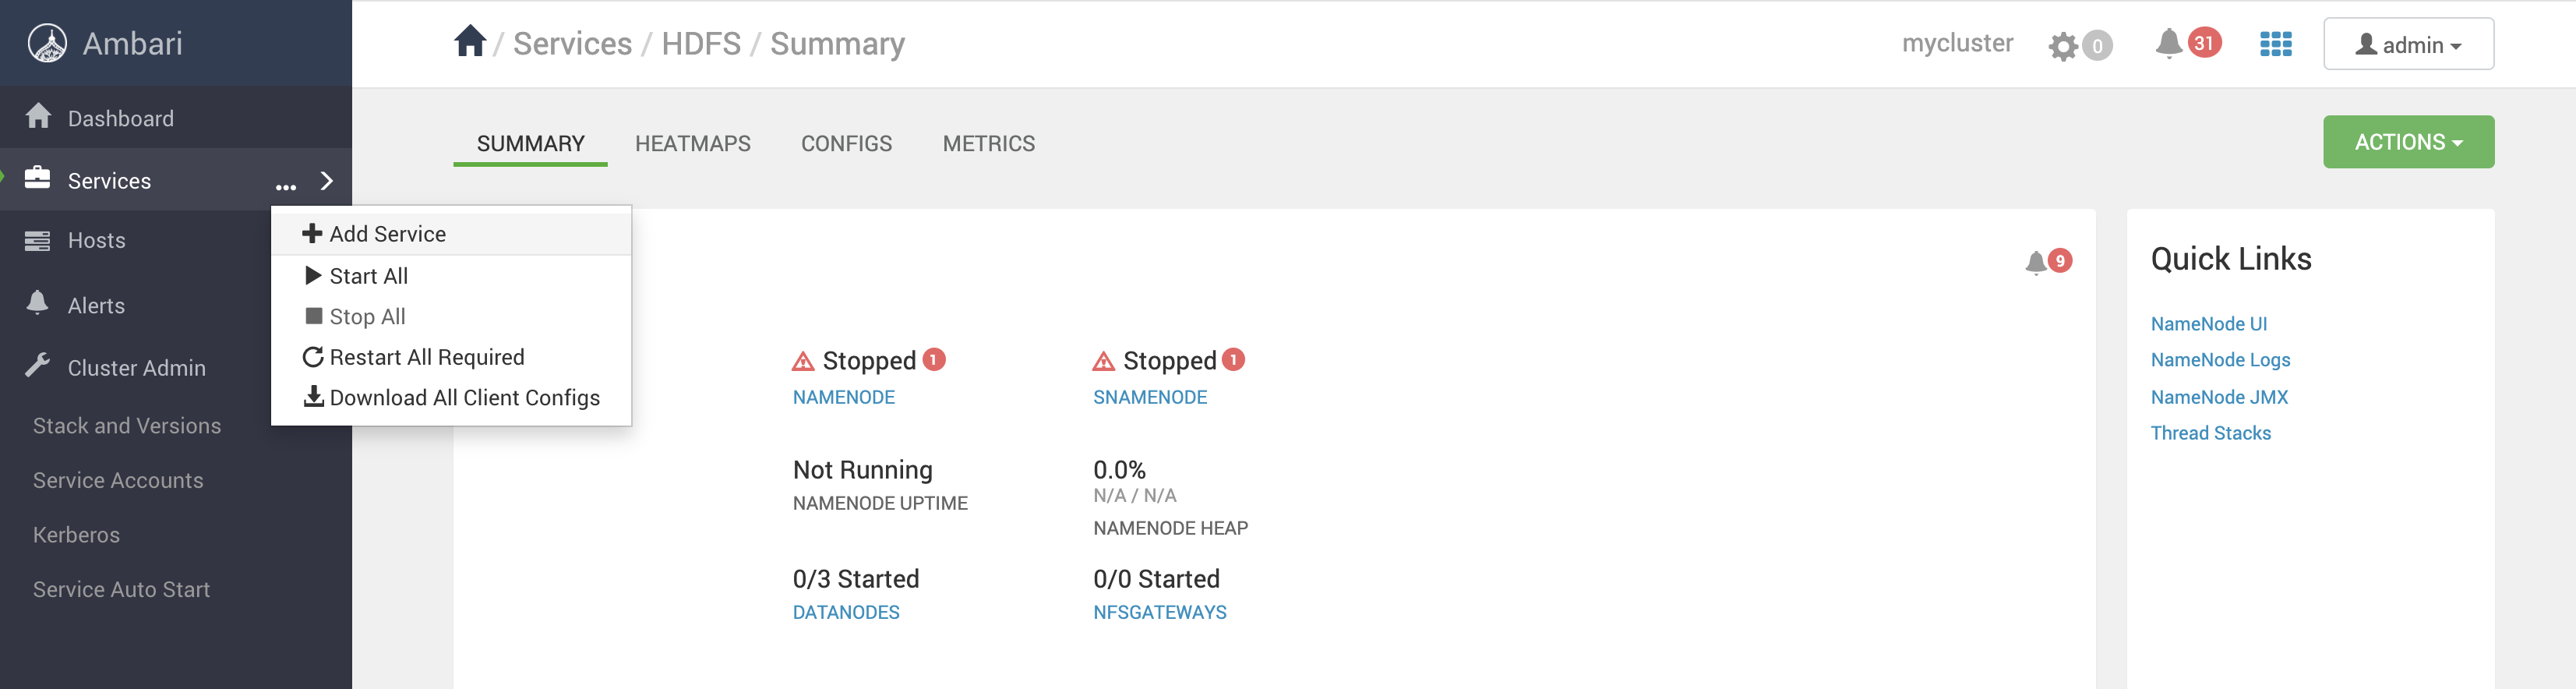 Ambari
/ Services / HDFS / Summary
mycluster
0
31
admin
Dashboard
Services
...
Hosts
Alerts
Cluster Admin
Stack and Versions
Service Accounts
Kerberos
Service Auto Start
Add Service
Start All
Stop All
Restart All Required
Download All Client Configs
SUMMARY
HEATMAPS
CONFIGS
METRICS
ACTIONS
9
Stopped 1
NAMENODE
Stopped 1
SNAMENODE
Not Running
NAMENODE UPTIME
0.0%
N/A / N/A
NAMENODE HEAP
0/3 Started
DATANODES
0/0 Started
NFSGATEWAYS
Quick Links
NameNode UI
NameNode Logs
NameNode JMX
Thread Stacks